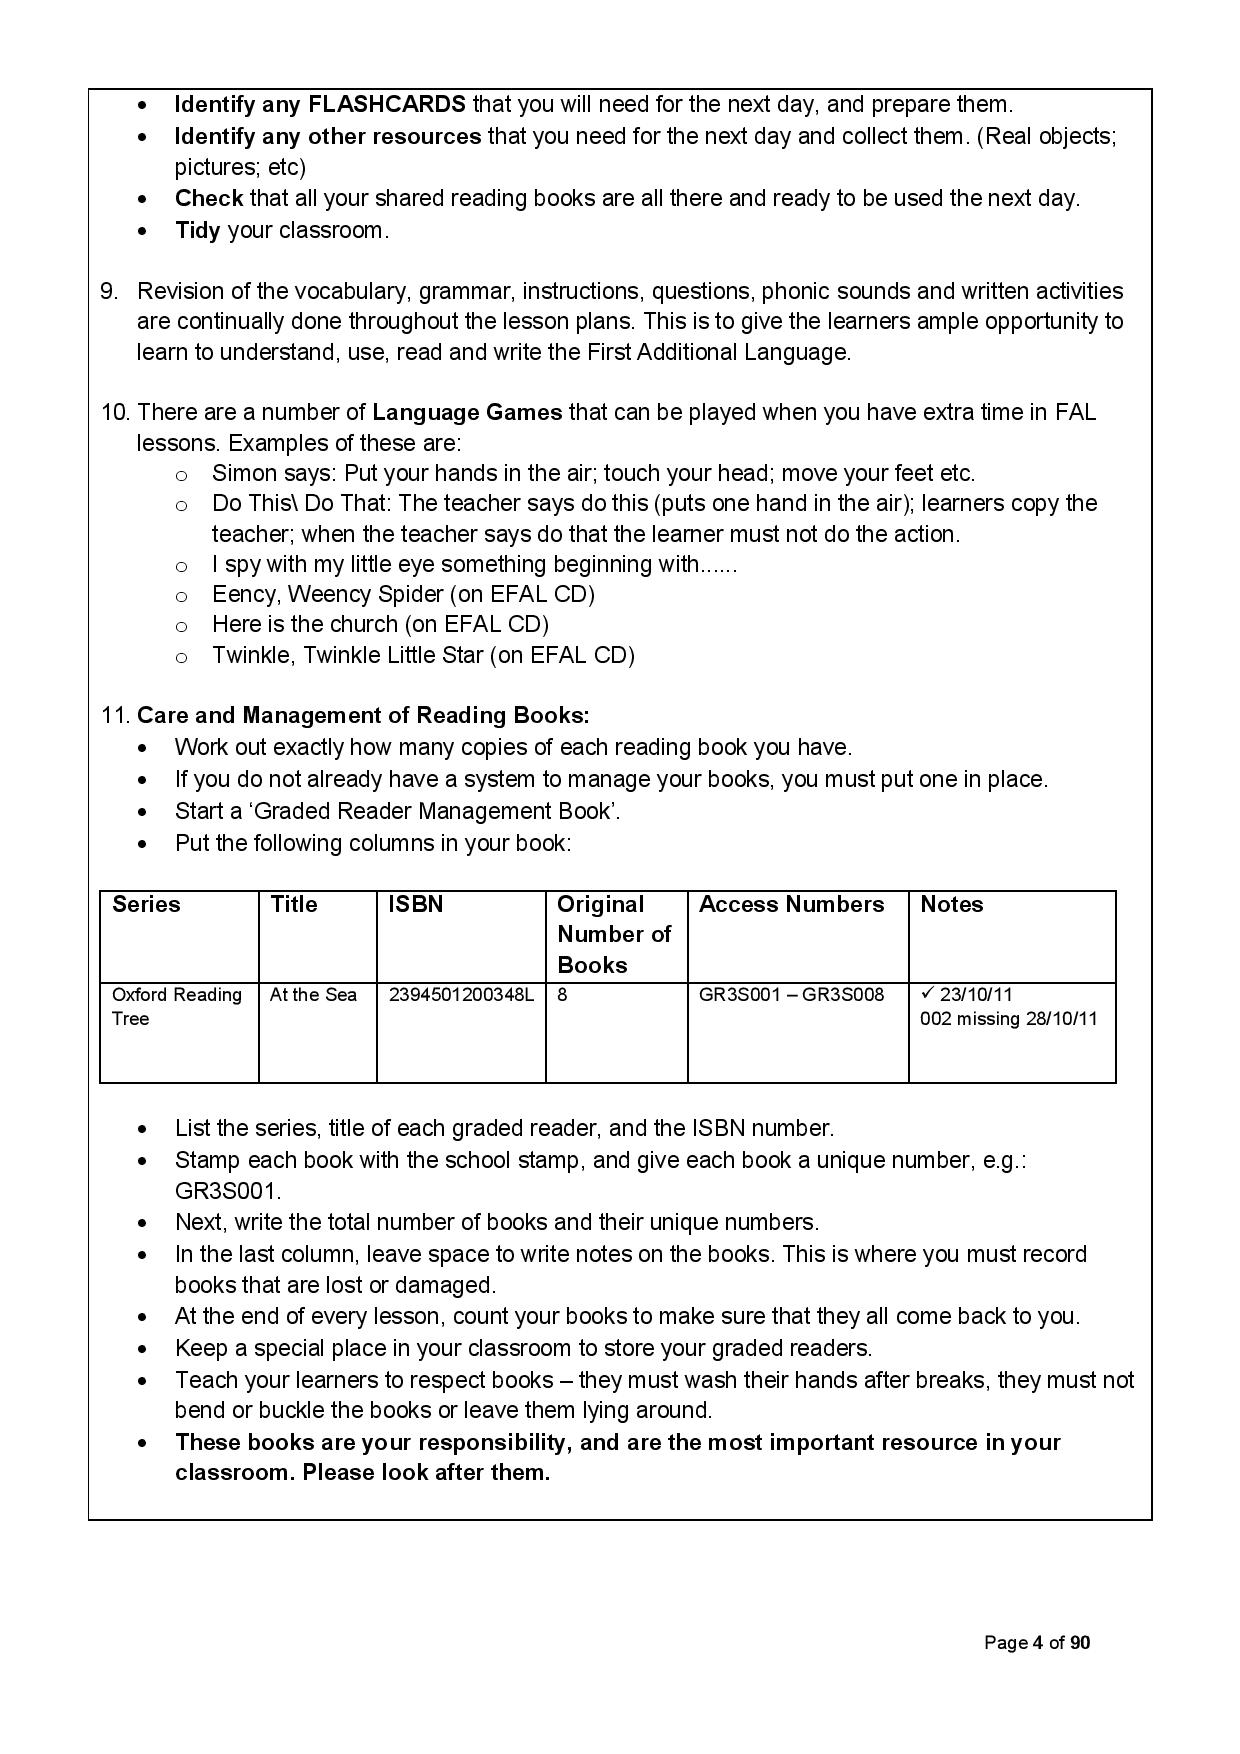 • Identify any FLASHCARDS that you will need for the next day, and prepare them.
• Identify any other resources that you need for the next day and collect them. (Real objects;
pictures; etc)
• Check that all your shared reading books are all there and ready to be used the next day.
• Tidy your classroom.
9. Revision of the vocabulary, grammar, instructions, questions, phonic sounds and written activities
are continually done throughout the lesson plans. This is to give the learners ample opportunity to
learn to understand, use, read and write the First Additional Language.
10. There are a number of Language Games that can be played when you have extra time in FAL
lessons. Examples of these are:
o Simon says: Put your hands in the air; touch your head; move your feet etc.
o Do This\ Do That: The teacher says do this (puts one hand in the air); learners copy the
teacher; when the teacher says do that the learner must not do the action.
o I spy with my little eye something beginning with......
o Eency, Weency Spider (on EFAL CD)
o Here is the church (on EFAL CD)
o Twinkle, Twinkle Little Star (on EFAL CD)
11. Care and Management of Reading Books:
• Work out exactly how many copies of each reading book you have.
• If you do not already have a system to manage your books, you must put one in place.
• Start a ‘Graded Reader Management Book’.
• Put the following columns in your book:
Series Title ISBN Original Access Numbers Notes
Number of
Books
Oxford Reading At the Sea 2394501200348L 8 GR3S001 – GR3S008 ✓ 23/10/11
Tree 002 missing 28/10/11
• List the series, title of each graded reader, and the ISBN number.
• Stamp each book with the school stamp, and give each book a unique number, e.g.:
GR3S001.
• Next, write the total number of books and their unique numbers.
• In the last column, leave space to write notes on the books. This is where you must record
books that are lost or damaged.
• At the end of every lesson, count your books to make sure that they all come back to you.
• Keep a special place in your classroom to store your graded readers.
• Teach your learners to respect books – they must wash their hands after breaks, they must not
bend or buckle the books or leave them lying around.
• These books are your responsibility, and are the most important resource in your
classroom. Please look after them.
Page 4 of 90